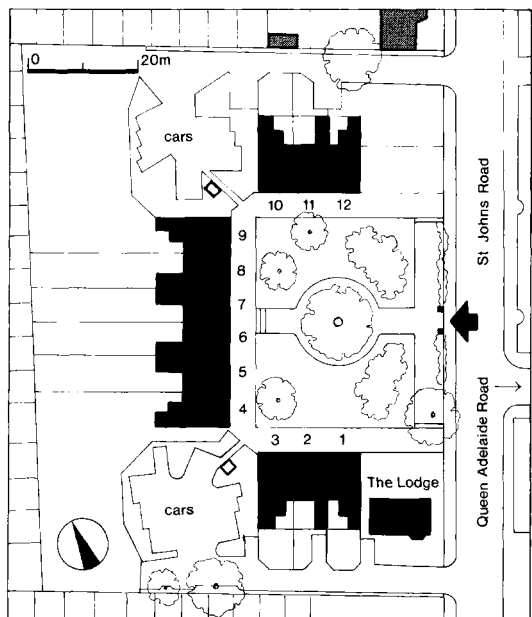 0 20m
cars
St Johns Road
10 11 12
9
8
7
6
5
4
3 2 1
Queen Adelaide Road
The Lodge
cars